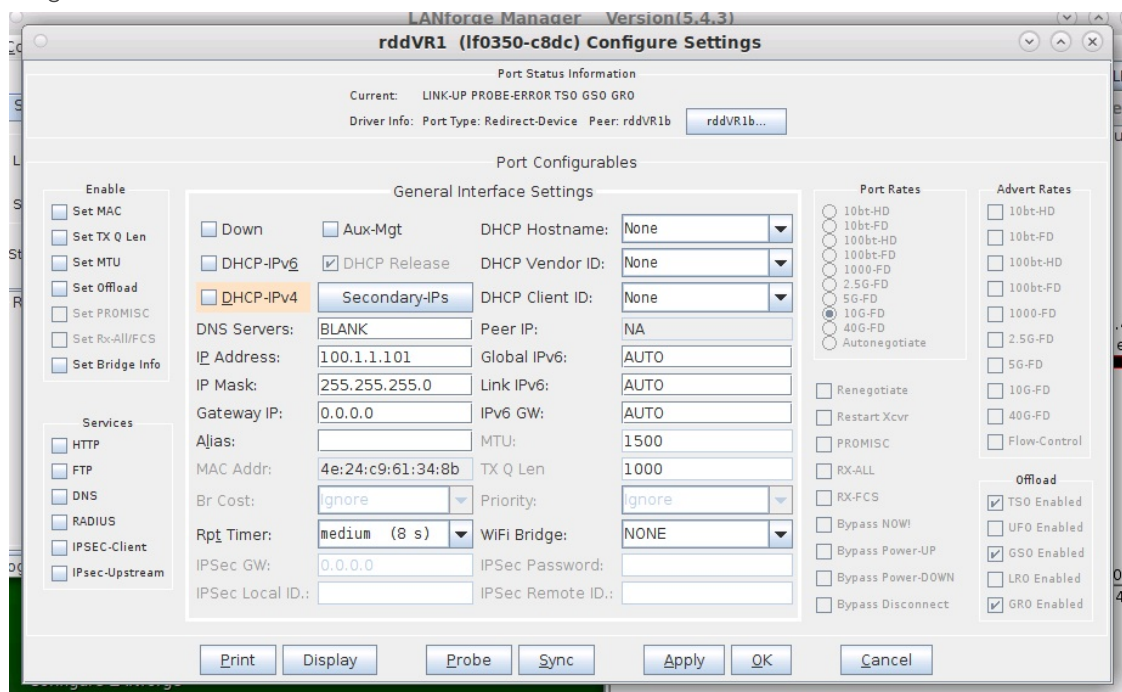 LANforge Manager Version(5.4.3)
rddVR1 (lf0350-c8dc) Configure Settings
Port Status Information
Current: LINK-UP PROBE-ERROR TSO GSO GRO
Driver Info: Port Type: Redirect-Device Peer: rddVR1b rddVR1b...
Port Configurables
Enable
Set MAC
Set TX Q Len
Set MTU
Set Offload
Set PROMISC
Set Rx-All/FCS
Set Bridge Info
Services
HTTP
FTP
DNS
RADIUS
IPSEC-Client
IPsec-Upstream
General Interface Settings
Down Aux-Mgt DHCP Hostname: None
DHCP-IPv6 DHCP Release DHCP Vendor ID: None
DHCP-IPv4 Secondary-IPs DHCP Client ID: None
DNS Servers: BLANK Peer IP: NA
IP Address: 100.1.1.101 Global IPv6: AUTO
IP Mask: 255.255.255.0 Link IPv6: AUTO
Gateway IP: 0.0.0.0 IPv6 GW: AUTO
Alias: MTU: 1500
MAC Addr: 4e:24:c9:61:34:8b TX Q Len 1000
Br Cost: Ignore Priority: Ignore
Rpt Timer: medium (8 s) WiFi Bridge: NONE
IPSec GW: 0.0.0.0 IPSec Password:
IPSec Local ID.: IPSec Remote ID.:
Port Rates
10bt-HD
10bt-FD
100bt-HD
100bt-FD
1000-FD
2.5G-FD
5G-FD
10G-FD
40G-FD
Autonegotiate
Renegotiate
Restart Xcvr
PROMISC
RX-ALL
RX-FCS
Bypass NOW!
Bypass Power-UP
Bypass Power-DOWN
Bypass Disconnect
Advert Rates
10bt-HD
10bt-FD
100bt-HD
100bt-FD
1000-FD
2.5G-FD
5G-FD
10G-FD
40G-FD
Flow-Control
Offload
TSO Enabled
UFO Enabled
GSO Enabled
LRO Enabled
GRO Enabled
Print Display Probe Sync Apply OK Cancel